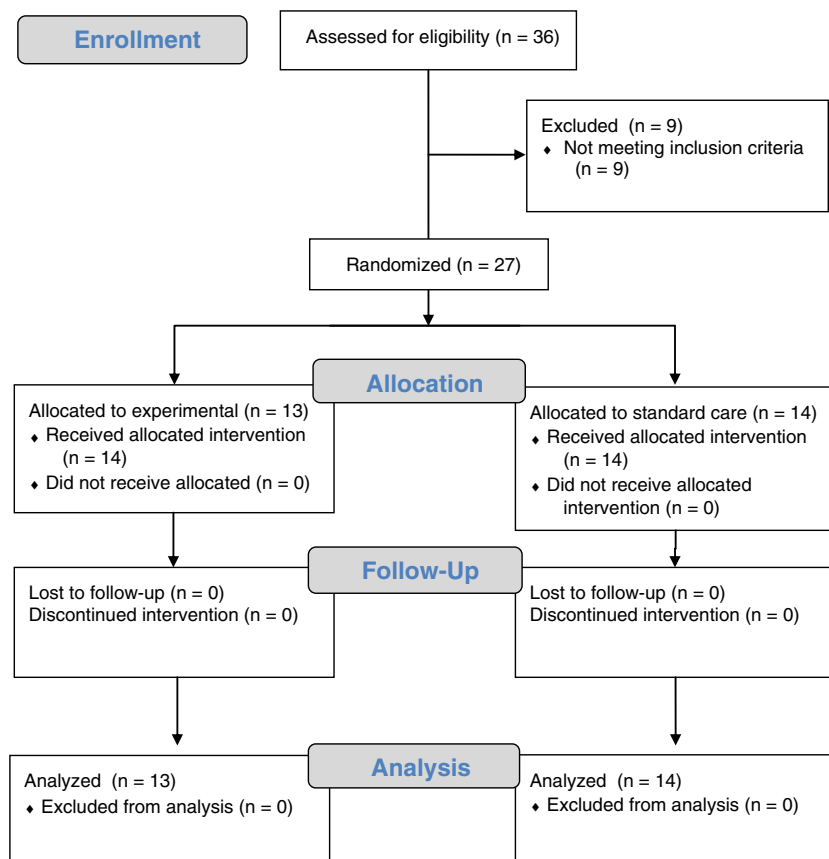 Enrollment
Assessed for eligibility (n = 36)
Excluded (n = 9)
♦ Not meeting inclusion criteria
(n = 9)
Randomized (n = 27)
Allocation
Allocated to experimental (n = 13)
♦ Received allocated intervention
(n = 14)
♦ Did not receive allocated (n = 0)
Allocated to standard care (n = 14)
♦ Received allocated intervention
(n = 14)
♦ Did not receive allocated
intervention (n = 0)
Follow-Up
Lost to follow-up (n = 0)
Discontinued intervention (n = 0)
Lost to follow-up (n = 0)
Discontinued intervention (n = 0)
Analysis
Analyzed (n = 13)
♦ Excluded from analysis (n = 0)
Analyzed (n = 14)
♦ Excluded from analysis (n = 0)